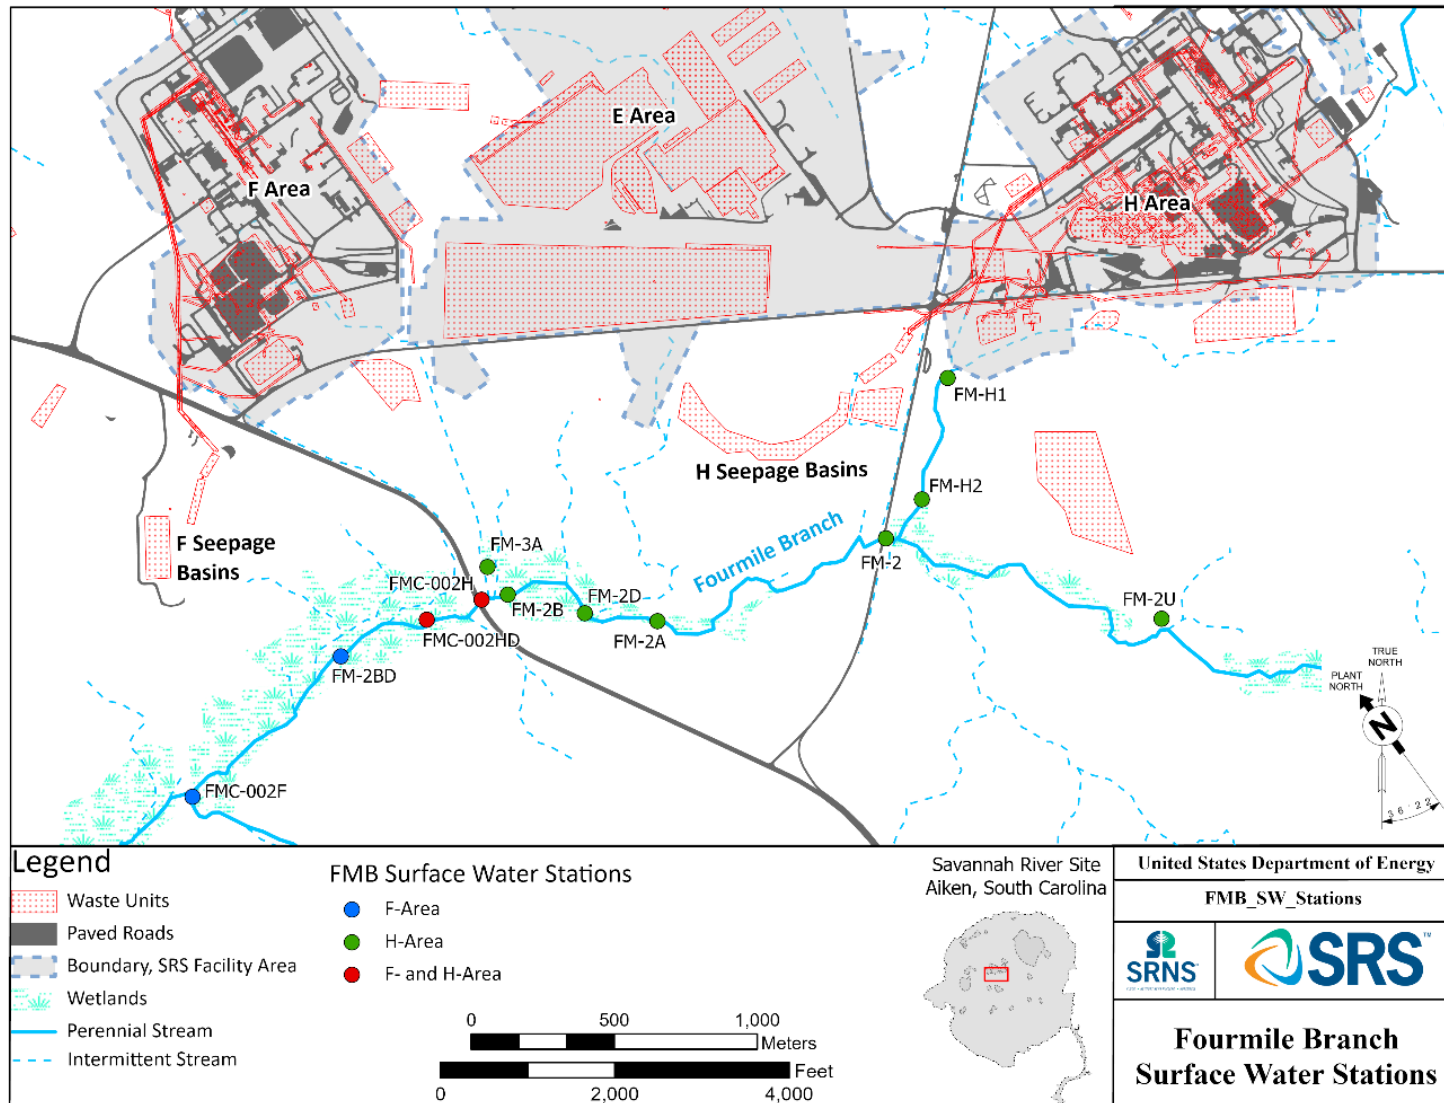 E Area
F Area
H Area
FM-H1
H Seepage Basins
FM-H2
Fourmile Branch
F Seepage
Basins
FM-3A
FM-2
FMC-002H
FM-2B
FM-2D
FM-2U
FMC-002HD
FM-2A
FM-2BD
TRUE
NORTH
PLANT
NORTH
N
FMC-002F
36°22'
Legend
Waste Units
Paved Roads
Boundary, SRS Facility Area
Wetlands
Perennial Stream
Intermittent Stream
FMB Surface Water Stations
F-Area
H-Area
F- and H-Area
0 500 1,000
Meters
Feet
0 2,000 4,000
Savannah River Site
Aiken, South Carolina
United States Department of Energy
FMB_SW_Stations
SRNS
SRS™
Fourmile Branch
Surface Water Stations